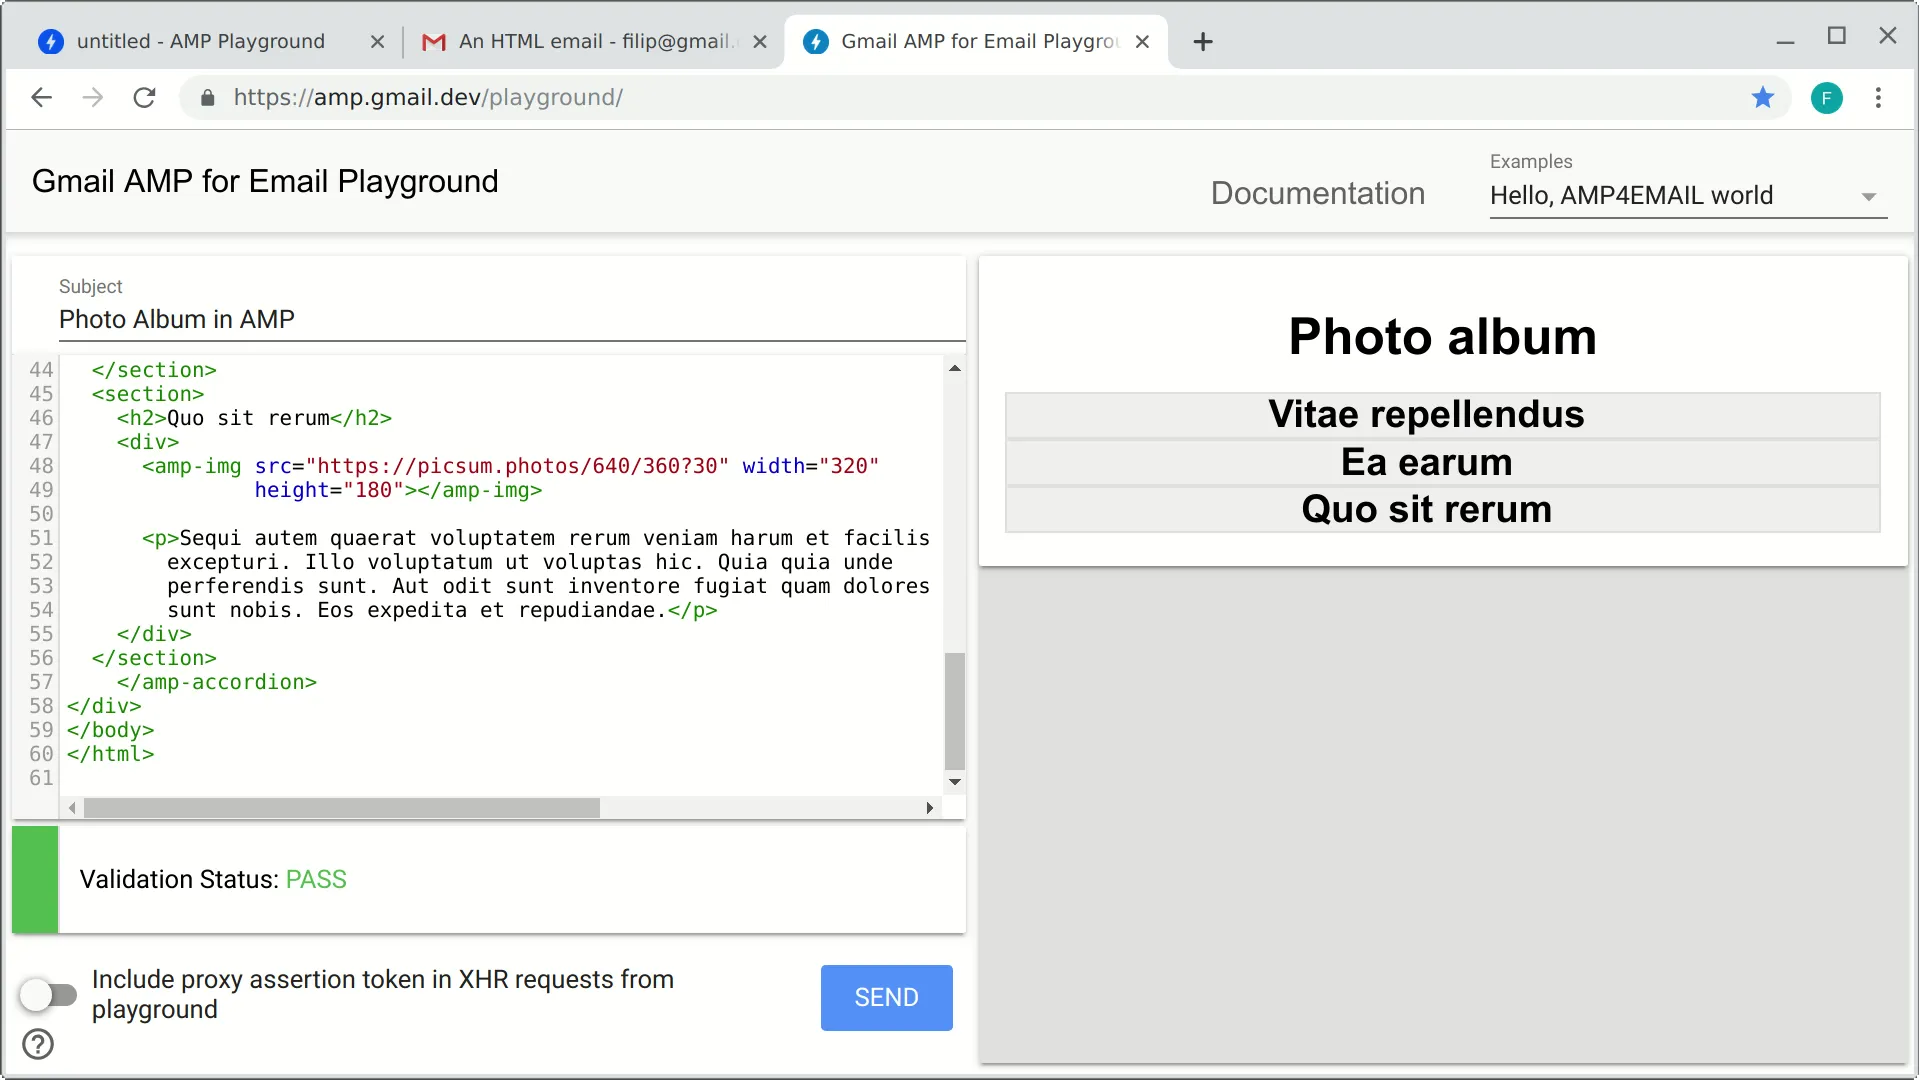 untitled - AMP Playground
An HTML email - filip@gmail.
Gmail AMP for Email Playgrou
https://amp.gmail.dev/playground/
F
Gmail AMP for Email Playground
Documentation
Examples
Hello, AMP4EMAIL world
Subject
Photo Album in AMP
44 </section>
45 <section>
46 <h2>Quo sit rerum</h2>
47 <div>
48 <amp-img src="https://picsum.photos/640/360?30" width="320"
49 height="180"></amp-img>
50
51 <p>Sequi autem quaerat voluptatem rerum veniam harum et facilis
52 excepturi. Illo voluptatum ut voluptas hic. Quia quia unde
53 perferendis sunt. Aut odit sunt inventore fugiat quam dolores
54 sunt nobis. Eos expedita et repudiandae.</p>
55 </div>
56 </section>
57 </amp-accordion>
58 </div>
59 </body>
60 </html>
61
Validation Status: PASS
Include proxy assertion token in XHR requests from
playground
SEND
Photo album
Vitae repellendus
Ea earum
Quo sit rerum